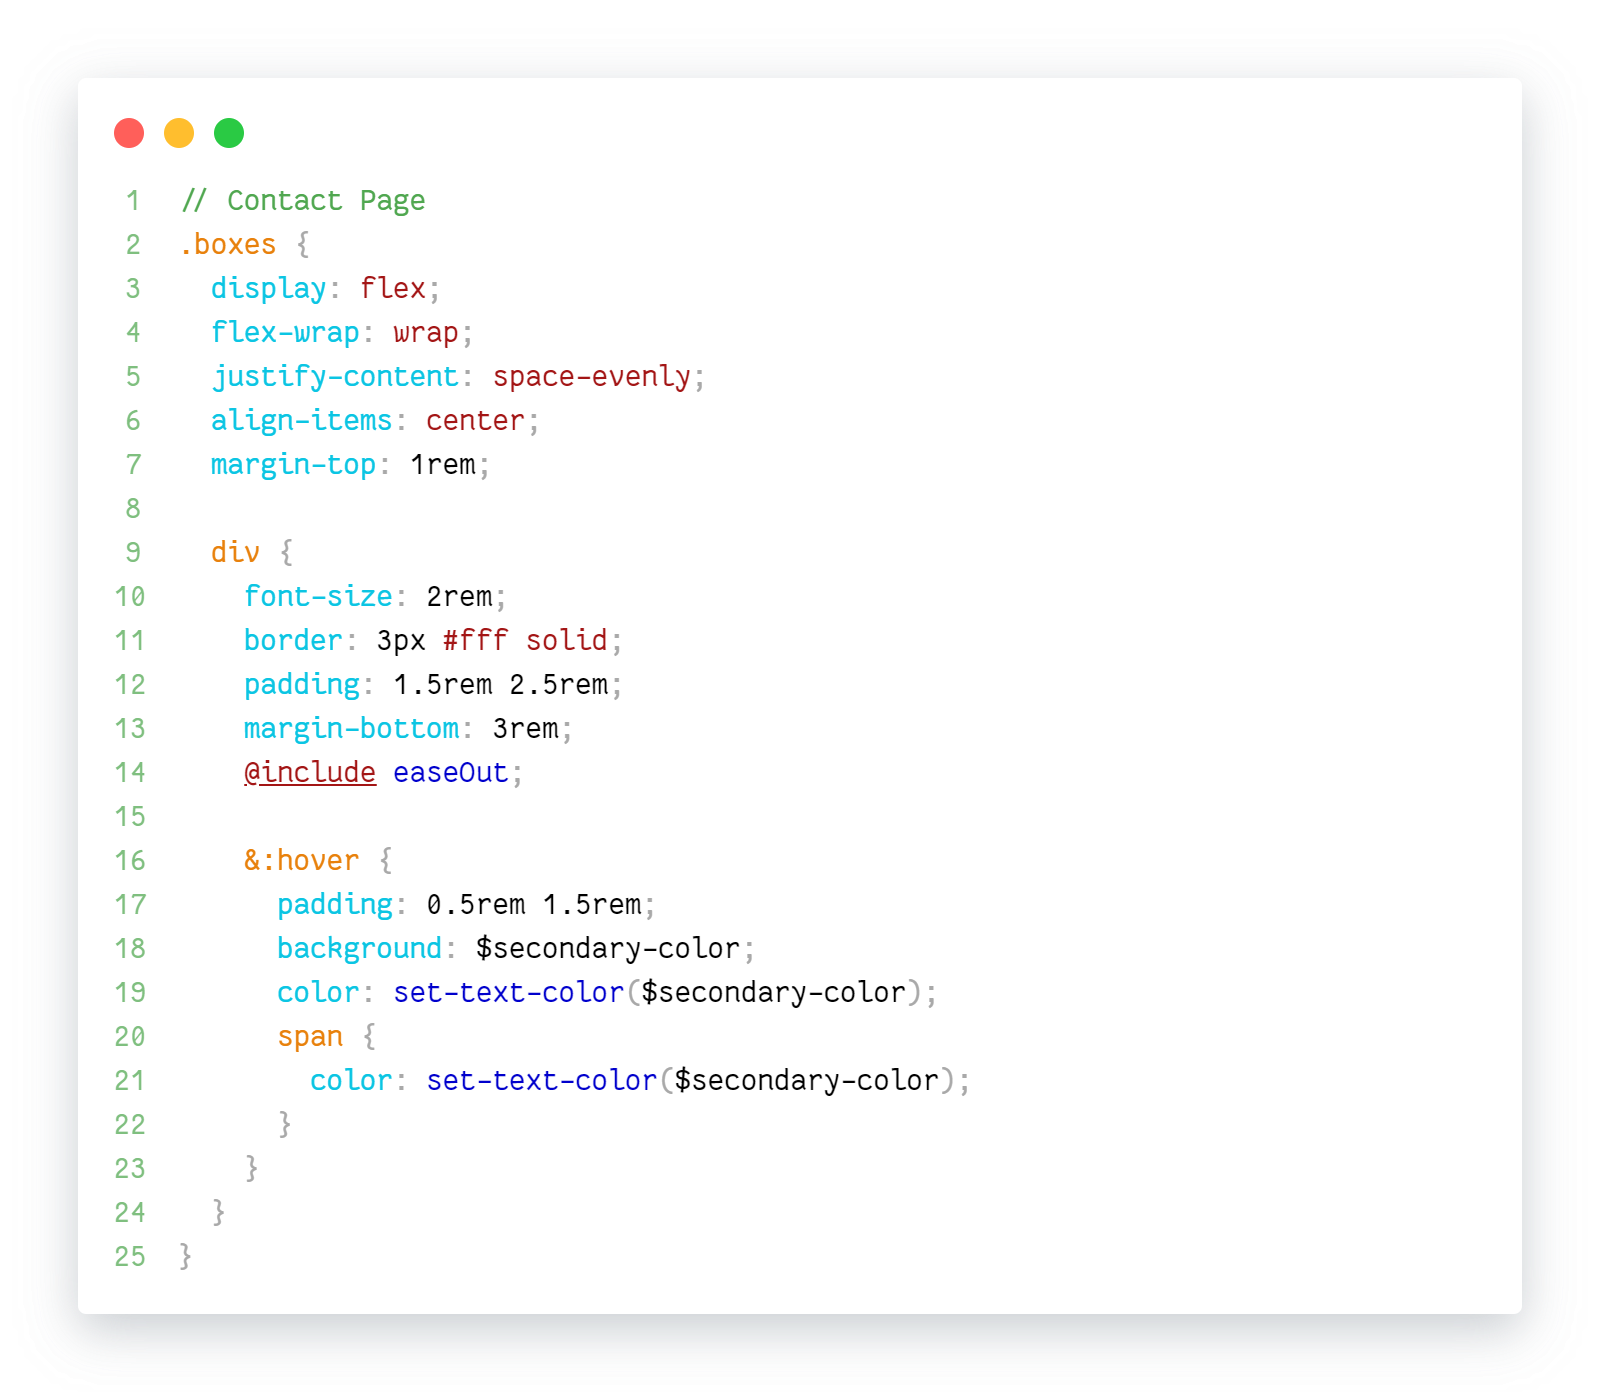 1 // Contact Page
2 .boxes {
3   display: flex;
4   flex-wrap: wrap;
5   justify-content: space-evenly;
6   align-items: center;
7   margin-top: 1rem;
8
9   div {
10     font-size: 2rem;
11     border: 3px #fff solid;
12     padding: 1.5rem 2.5rem;
13     margin-bottom: 3rem;
14     @include easeOut;
15
16     &:hover {
17       padding: 0.5rem 1.5rem;
18       background: $secondary-color;
19       color: set-text-color($secondary-color);
20       span {
21         color: set-text-color($secondary-color);
22       }
23     }
24   }
25 }